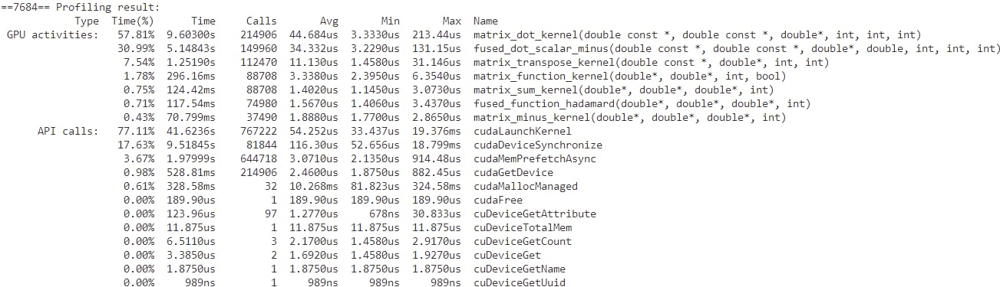 ==7684== Profiling result:
Type Time(%) Time Calls Avg Min Max Name
GPU activities: 57.81% 9.60300s 214906 44.684us 3.3330us 213.44us matrix_dot_kernel(double const *, double const *, double*, int, int, int)
30.99% 5.14843s 149960 34.332us 3.2290us 131.15us fused_dot_scalar_minus(double const *, double const *, double*, double, int, int, int)
7.54% 1.25190s 112470 11.130us 1.4580us 31.146us matrix_transpose_kernel(double const *, double*, int, int)
1.78% 296.16ms 88708 3.3380us 2.3950us 6.3540us matrix_function_kernel(double*, double*, int, bool)
0.75% 124.42ms 88708 1.4020us 1.1450us 3.0730us matrix_sum_kernel(double*, double*, double*, int)
0.71% 117.54ms 74980 1.5670us 1.4060us 3.4370us fused_function_hadamard(double*, double*, double*, int)
0.43% 70.799ms 37490 1.8880us 1.7700us 2.8650us matrix_minus_kernel(double*, double*, double*, int)
API calls: 77.11% 41.6236s 767222 54.252us 33.437us 19.376ms cudaLaunchKernel
17.63% 9.51845s 81844 116.30us 52.656us 18.799ms cudaDeviceSynchronize
3.67% 1.97999s 644718 3.0710us 2.1350us 914.48us cudaMemPrefetchAsync
0.98% 528.81ms 214906 2.4600us 1.8750us 882.45us cudaGetDevice
0.61% 328.58ms 32 10.268ms 81.823us 324.58ms cudaMallocManaged
0.00% 189.90us 1 189.90us 189.90us 189.90us cudaFree
0.00% 123.96us 97 1.2770us 678ns 30.833us cuDeviceGetAttribute
0.00% 11.875us 1 11.875us 11.875us 11.875us cuDeviceTotalMem
0.00% 6.5110us 3 2.1700us 1.4580us 2.9170us cuDeviceGetCount
0.00% 3.3850us 2 1.6920us 1.4580us 1.9270us cuDeviceGet
0.00% 1.8750us 1 1.8750us 1.8750us 1.8750us cuDeviceGetName
0.00% 989ns 1 989ns 989ns 989ns cuDeviceGetUuid